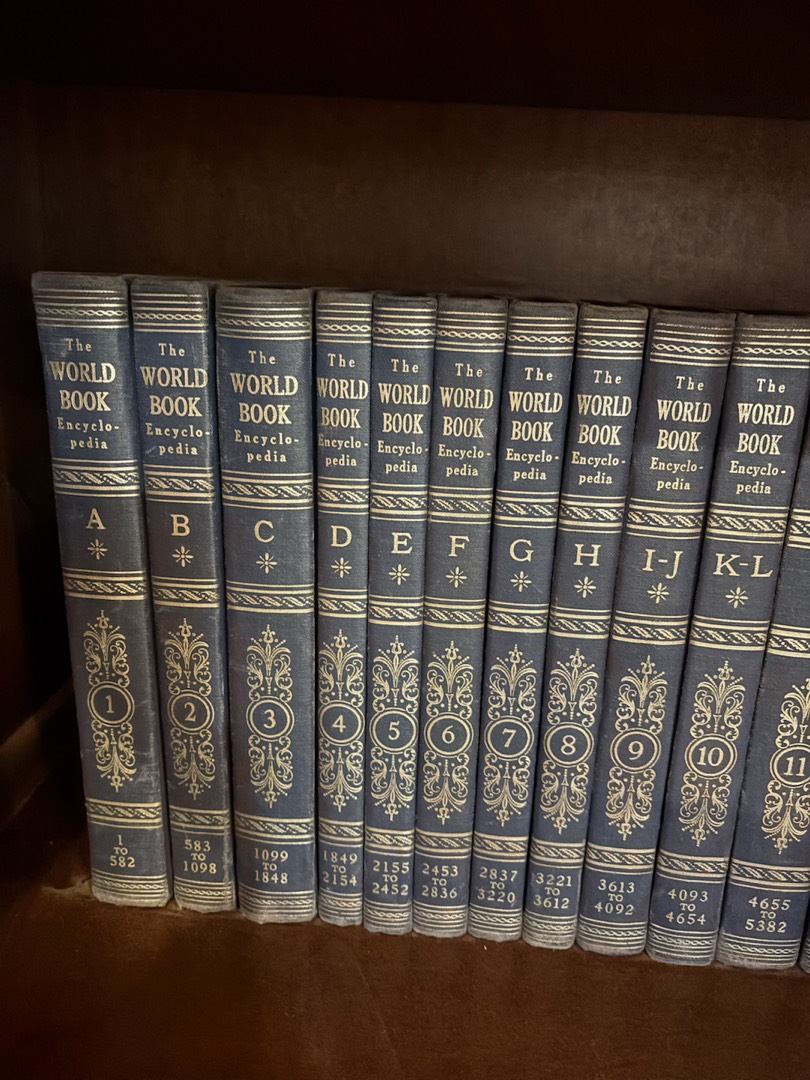 The
WORLD
BOOK
Encyclo-
pedia
A
1
1
TO
582
The
WORLD
BOOK
Encyclo-
pedia
B
2
583
TO
1098
The
WORLD
BOOK
Encyclo-
pedia
C
3
1099
TO
1848
The
WORLD
BOOK
Encyclo-
pedia
D
4
1849
TO
2154
The
WORLD
BOOK
Encyclo-
pedia
E
5
2155
TO
2452
The
WORLD
BOOK
Encyclo-
pedia
F
6
2453
TO
2836
The
WORLD
BOOK
Encyclo-
pedia
G
7
2837
TO
3220
The
WORLD
BOOK
Encyclo-
pedia
H
8
3221
TO
3612
The
WORLD
BOOK
Encyclo-
pedia
I-J
9
3613
TO
4092
The
WORLD
BOOK
Encyclo-
pedia
K-L
10
4093
TO
4654
11
4655
TO
5382